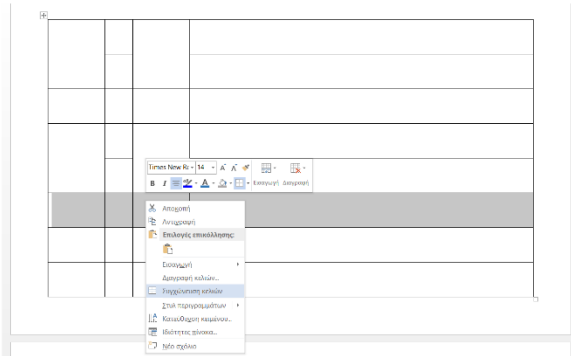 Times New R 14 A A
B I A Εισαγωγή Διαγραφή
Αποκοπή
Αντιγραφή
Επιλογές επικόλλησης:
Εισαγωγή
Διαγραφή κελιών...
Συγχώνευση κελιών
Στυλ περιγραμμάτων
Κατεύθυνση κειμένου...
Ιδιότητες πίνακα...
Νέο σχόλιο